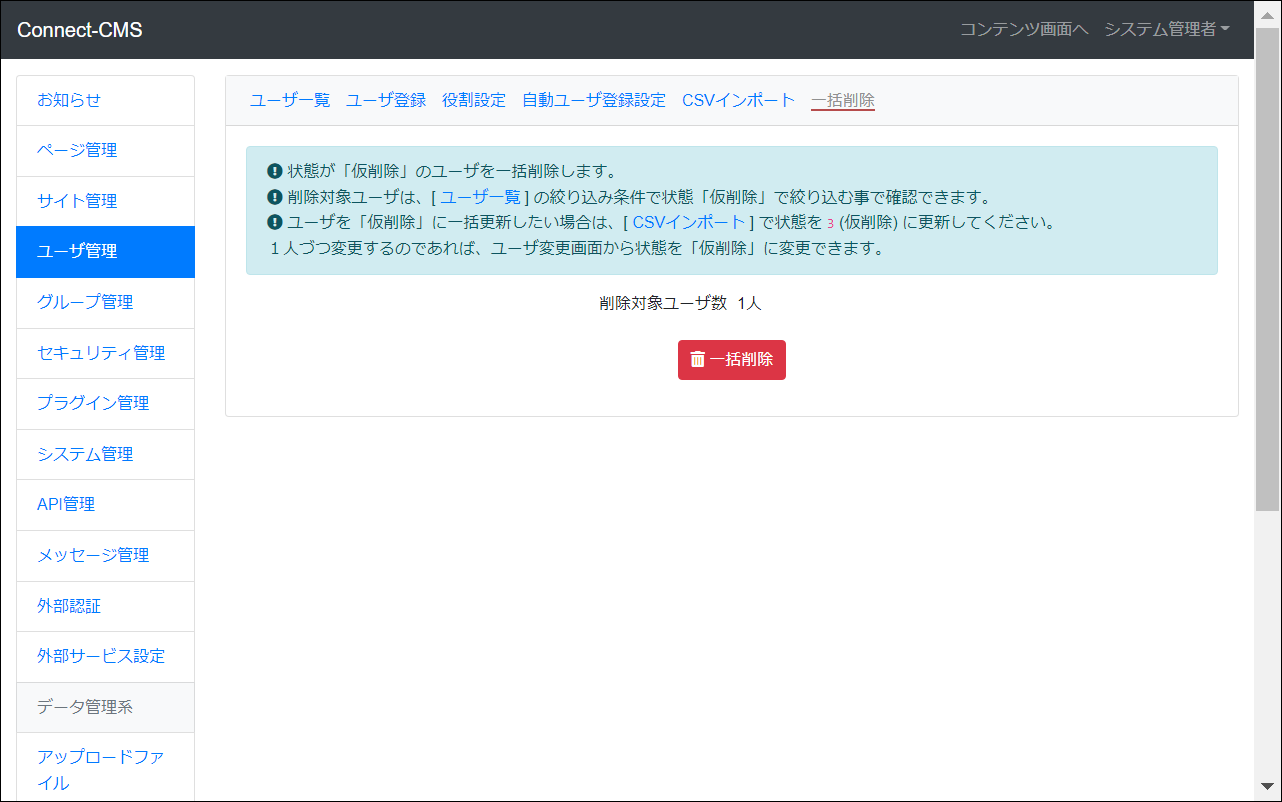 Connect-CMS
コンテンツ画面へ システム管理者
お知らせ
ページ管理
サイト管理
ユーザ管理
グループ管理
セキュリティ管理
プラグイン管理
システム管理
API管理
メッセージ管理
外部認証
外部サービス設定
データ管理系
アップロードファ
イル
ユーザ一覧 ユーザ登録 役割設定 自動ユーザ登録設定 CSVインポート 一括削除
状態が「仮削除」のユーザを一括削除します。
削除対象ユーザは、[ ユーザ一覧 ] の絞り込み条件で状態「仮削除」で絞り込む事で確認できます。
ユーザを「仮削除」に一括更新したい場合は、[ CSVインポート ] で状態を 3 (仮削除) に更新してください。
１人づつ変更するのであれば、ユーザ変更画面から状態を「仮削除」に変更できます。
削除対象ユーザ数 1人
一括削除